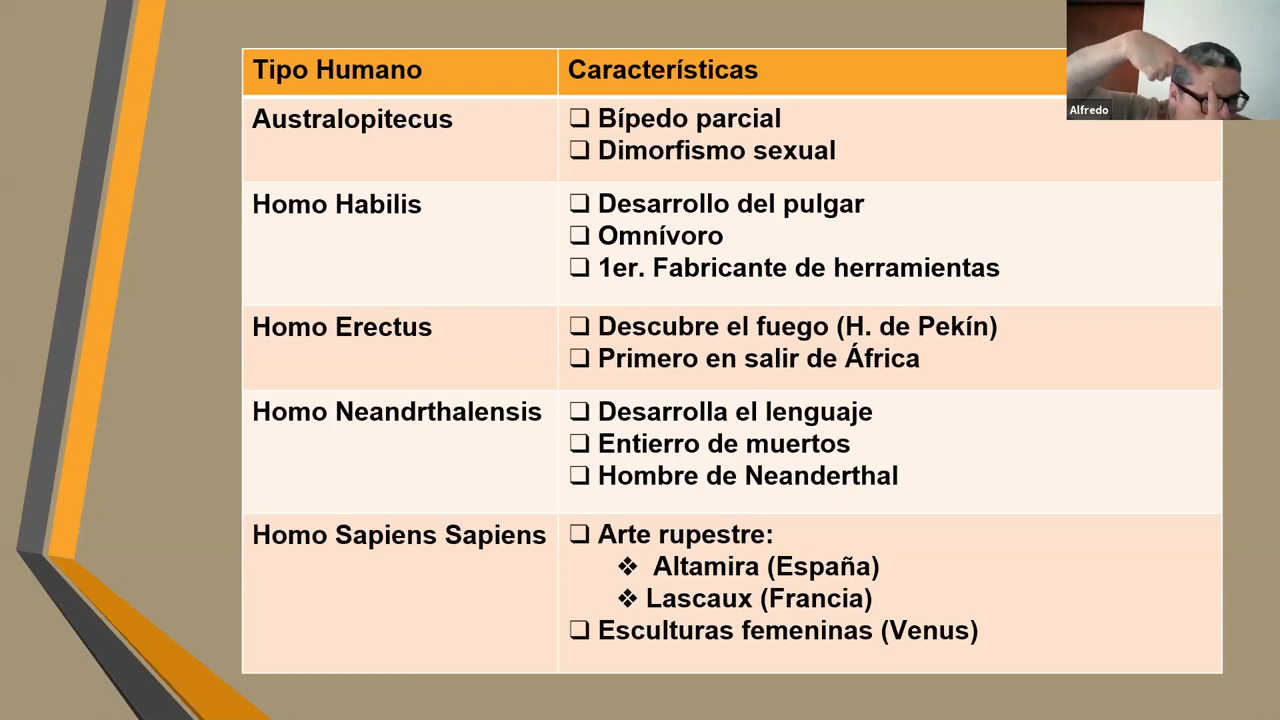 Tipo Humano
Características
Alfredo
Australopitecus
❑ Bípedo parcial
❑ Dimorfismo sexual
Homo Habilis
❑ Desarrollo del pulgar
❑ Omnívoro
❑ 1er. Fabricante de herramientas
Homo Erectus
❑ Descubre el fuego (H. de Pekín)
❑ Primero en salir de África
Homo Neandrthalensis
❑ Desarrolla el lenguaje
❑ Entierro de muertos
❑ Hombre de Neanderthal
Homo Sapiens Sapiens
❑ Arte rupestre:
❖ Altamira (España)
❖ Lascaux (Francia)
❑ Esculturas femeninas (Venus)